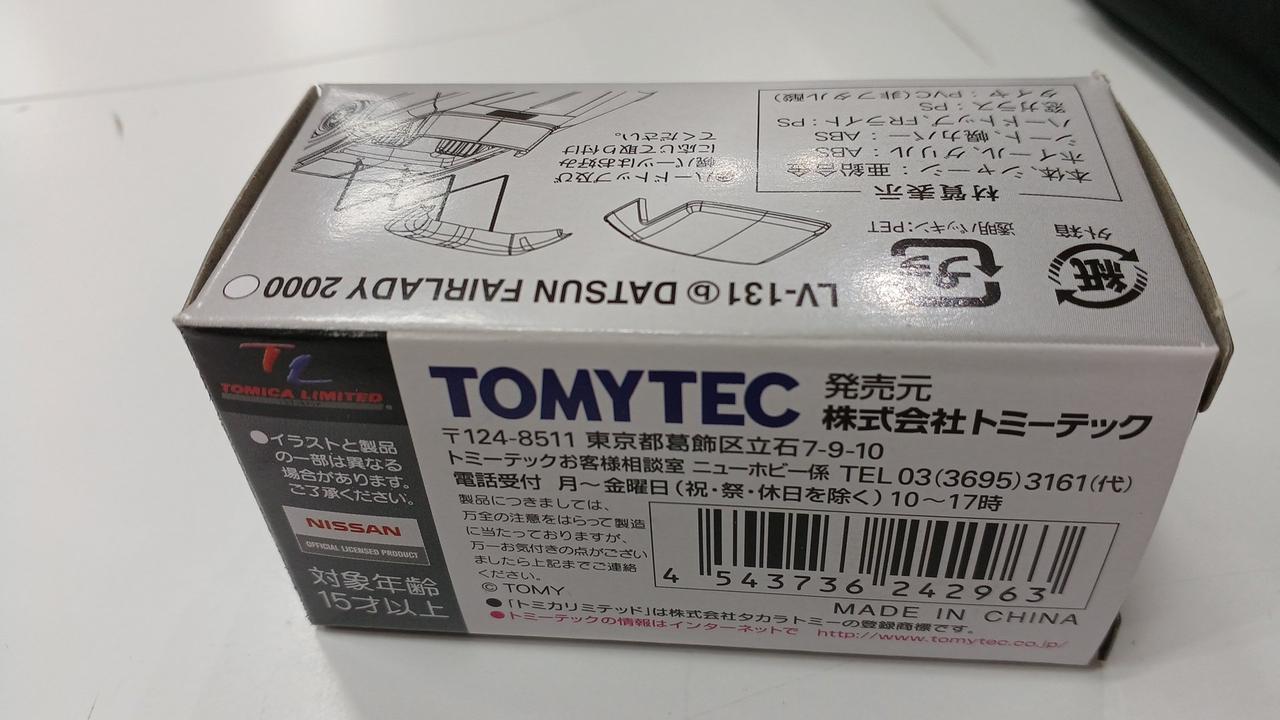 LV-131 ⓑ DATSUN FAIRLADY 2000
●ハードトップ及び
幌パーツはお好み
に応じて取り付け
てください。
外箱
紙
透明パッキン:PET
プラ
材質表示
本体、シャーシ:亜鉛合金
ホイール、グリル:ABS
シート、幌カバー:ABS
ハードトップ、FRライト:PS
窓ガラス:PS
タイヤ:PVC(非フタル酸)
TL
TOMICA LIMITED
●イラストと製品
の一部は異なる
場合があります。
ご了承ください。
NISSAN
OFFICIAL LICENSED PRODUCT
対象年齢
15才以上
TOMYTEC
発売元
株式会社トミーテック
〒124-8511 東京都葛飾区立石7-9-10
トミーテックお客様相談室 ニューホビー係 TEL 03(3695)3161(代)
電話受付 月～金曜日(祝・祭・休日を除く) 10～17時
製品につきましては、
万全の注意をはらって製造
に当たっておりますが、
万一お気付きの点がござい
ましたら上記までご連絡
ください。
© TOMY
4 543736 242963
MADE IN CHINA
●「トミカリミテッド」は株式会社タカラトミーの登録商標です。
●トミーテックの情報はインターネットで http://www.tomytec.co.jp/